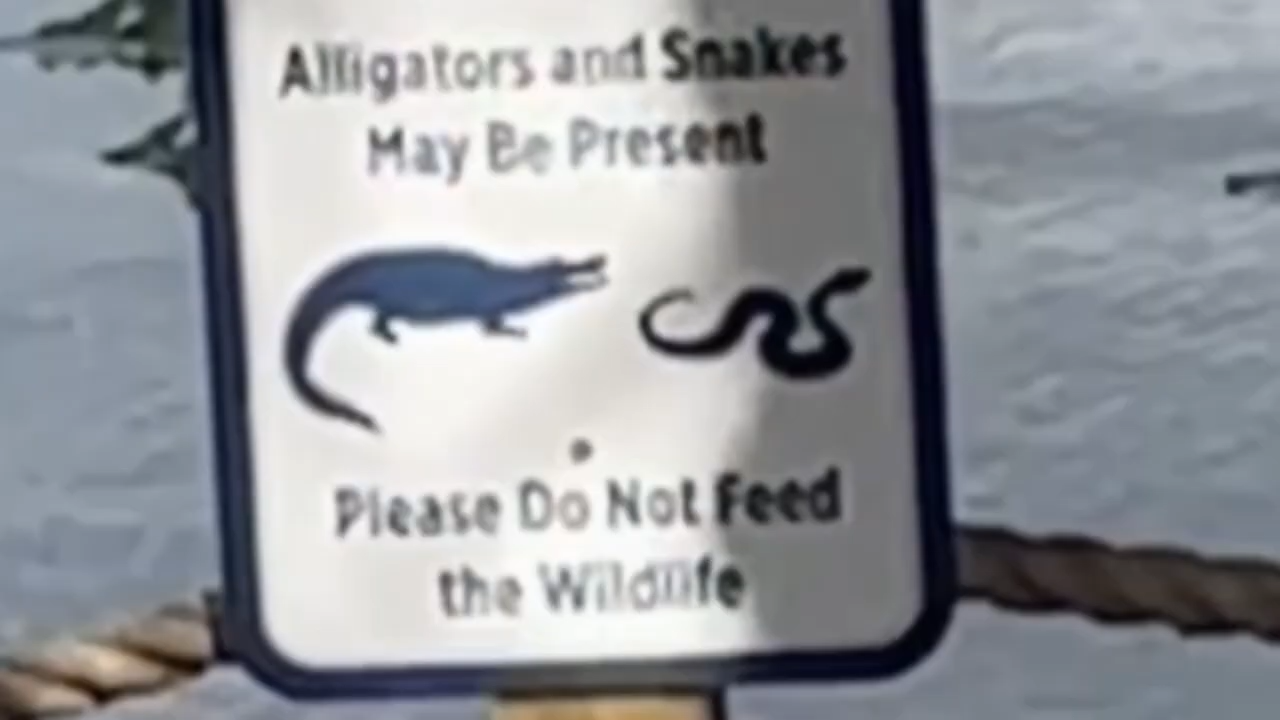 Alligators and Snakes
May Be Present
Please Do Not Feed
the Wildlife